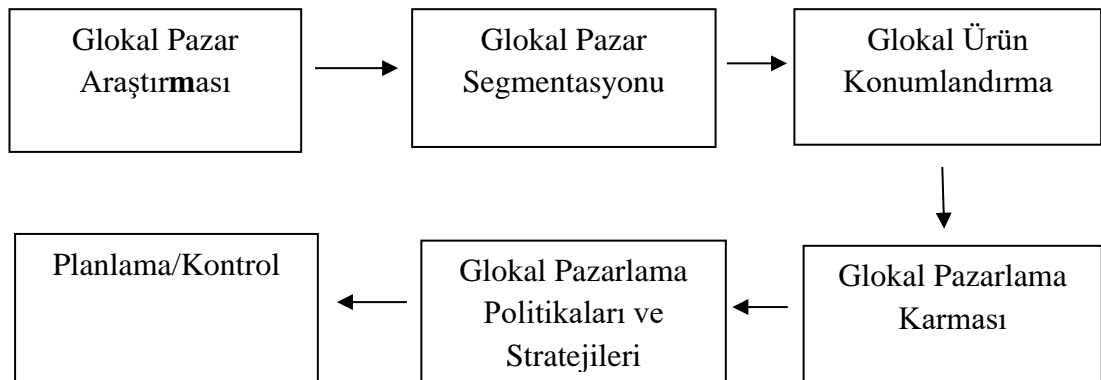 Glokal Pazar
Araştırması
Glokal Pazar
Segmentasyonu
Glokal Ürün
Konumlandırma
Glokal Pazarlama
Karması
Glokal Pazarlama
Politikaları ve
Stratejileri
Planlama/Kontrol